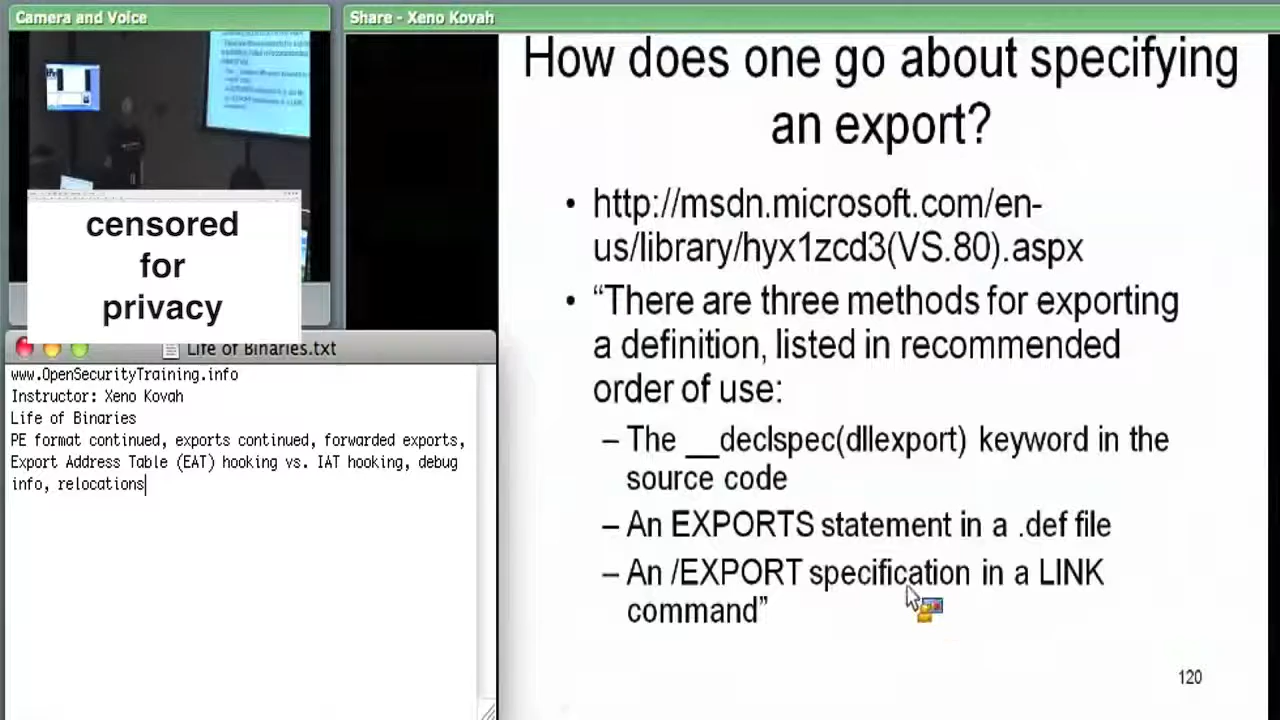 Camera and Voice
Share - Xeno Kovah
censored
for
privacy
Life of Binaries.txt
www.OpenSecurityTraining.info
Instructor: Xeno Kovah
Life of Binaries
PE format continued, exports continued, forwarded exports,
Export Address Table (EAT) hooking vs. IAT hooking, debug
info, relocations
How does one go about specifying
an export?
• http://msdn.microsoft.com/en-
us/library/hyx1zcd3(VS.80).aspx
• “There are three methods for exporting
a definition, listed in recommended
order of use:
– The __declspec(dllexport) keyword in the
source code
– An EXPORTS statement in a .def file
– An /EXPORT specification in a LINK
command”
120